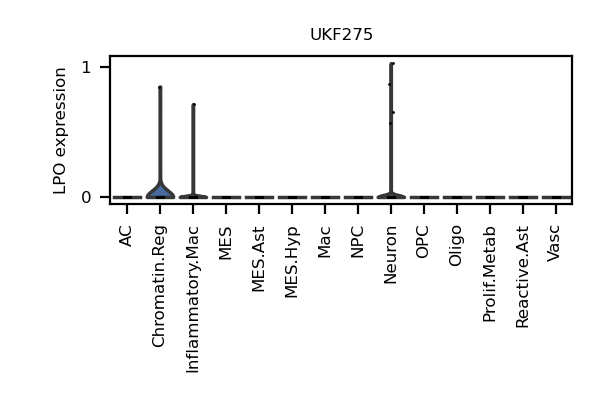 UKF275
1
0
LPO expression
AC
Chromatin.Reg
Inflammatory.Mac
MES
MES.Ast
MES.Hyp
Mac
NPC
Neuron
OPC
Oligo
Prolif.Metab
Reactive.Ast
Vasc